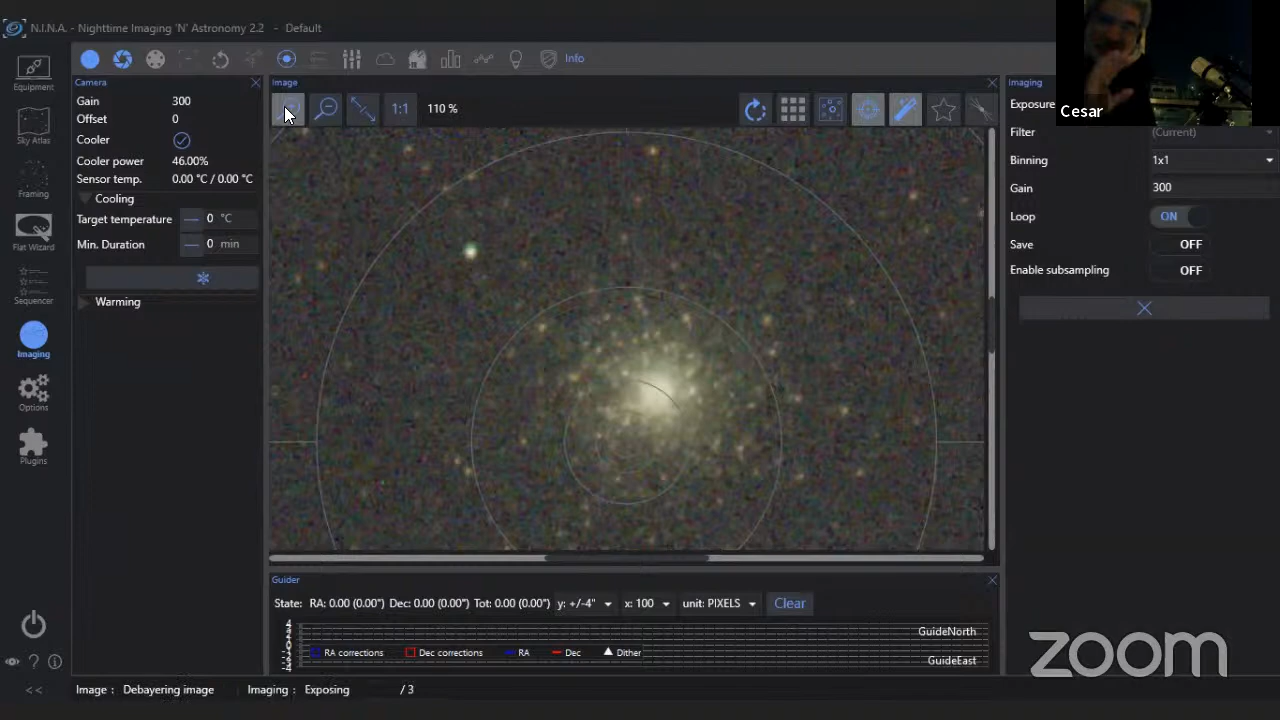 N.I.N.A. - Nighttime Imaging 'N' Astronomy 2.2 - Default
Info
Equipment
Sky Atlas
Framing
Flat Wizard
Sequencer
Imaging
Options
Plugins
<<
Camera
Gain 300
Offset 0
Cooler
Cooler power 46.00%
Sensor temp. 0.00 °C / 0.00 °C
Cooling
Target temperature 0 °C
Min. Duration 0 min
Warming
Image
1:1 110 %
Imaging
Exposure
Filter (Current)
Binning 1x1
Gain 300
Loop ON
Save OFF
Enable subsampling OFF
Cesar
Guider
State: RA: 0.00 (0.00") Dec: 0.00 (0.00") Tot: 0.00 (0.00") y: +/-4" x: 100 unit: PIXELS Clear
GuideNorth
RA corrections Dec corrections RA Dec Dither
GuideEast
zoom
Image : Debayering image Imaging : Exposing / 3